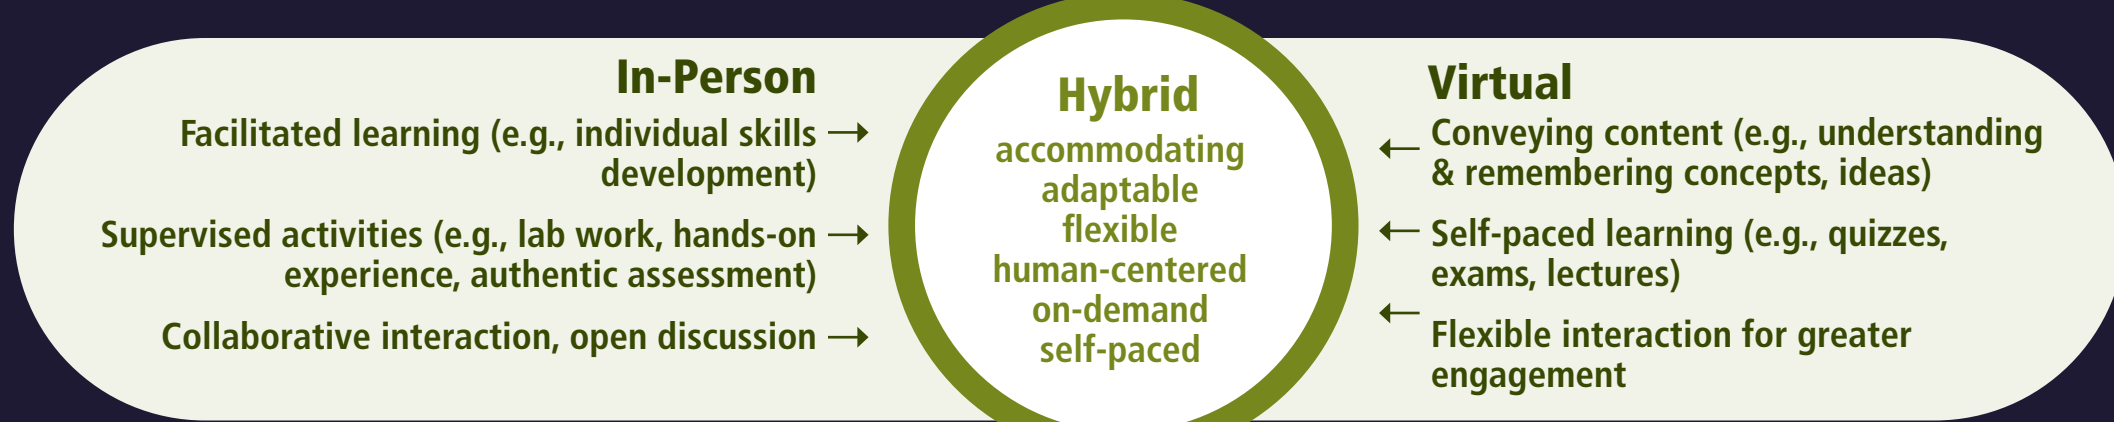 In-Person
Facilitated learning (e.g., individual skills
development)
Supervised activities (e.g., lab work, hands-on
experience, authentic assessment)
Collaborative interaction, open discussion
Hybrid
accommodating
adaptable
flexible
human-centered
on-demand
self-paced
Virtual
Conveying content (e.g., understanding
& remembering concepts, ideas)
Self-paced learning (e.g., quizzes,
exams, lectures)
Flexible interaction for greater
engagement